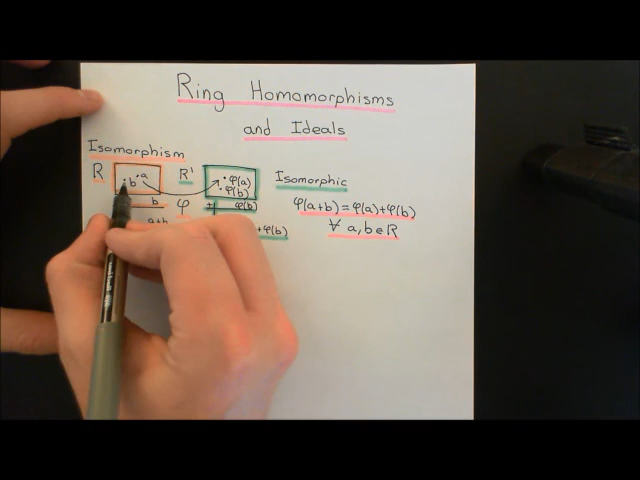 Ring Homomorphisms
and Ideals
Isomorphism
R · b · a R' · φ(a) Isomorphic
· φ(b)
b φ + φ(b) φ(a+b)=φ(a)+φ(b)
a+b +φ(b) ∀ a,b∈R